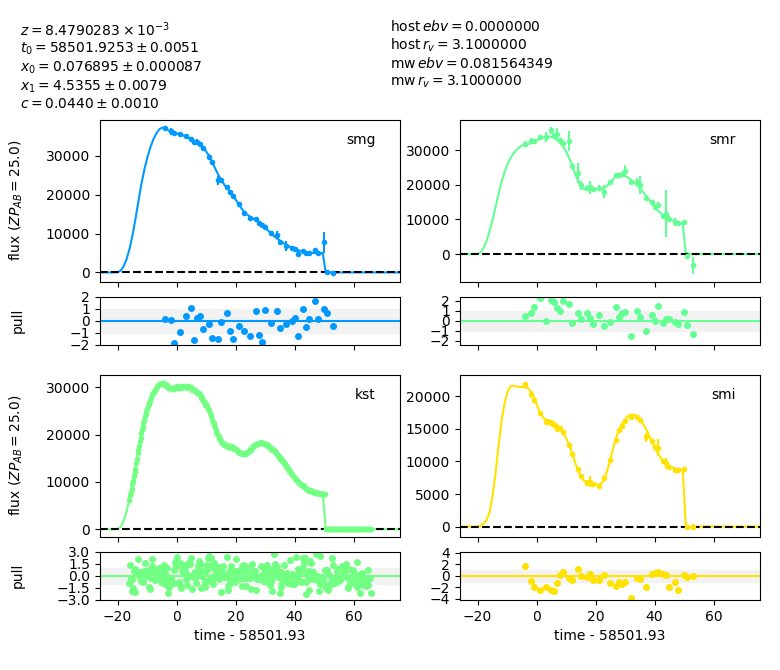 z = 8.4790283 × 10⁻³
t₀ = 58501.9253 ± 0.0051
x₀ = 0.076895 ± 0.000087
x₁ = 4.5355 ± 0.0079
c = 0.0440 ± 0.0010
host ebv = 0.0000000
host r_v = 3.1000000
mw ebv = 0.081564349
mw r_v = 3.1000000
flux (ZP_AB = 25.0)
30000
20000
10000
0
smg
30000
20000
10000
0
smr
pull
2
1
0
−1
−2
2
1
0
−1
−2
flux (ZP_AB = 25.0)
30000
20000
10000
0
kst
20000
15000
10000
5000
0
smi
pull
3.0
1.5
0.0
−1.5
−3.0
4
2
0
−2
−4
−20 0 20 40 60
time - 58501.93
−20 0 20 40 60
time - 58501.93